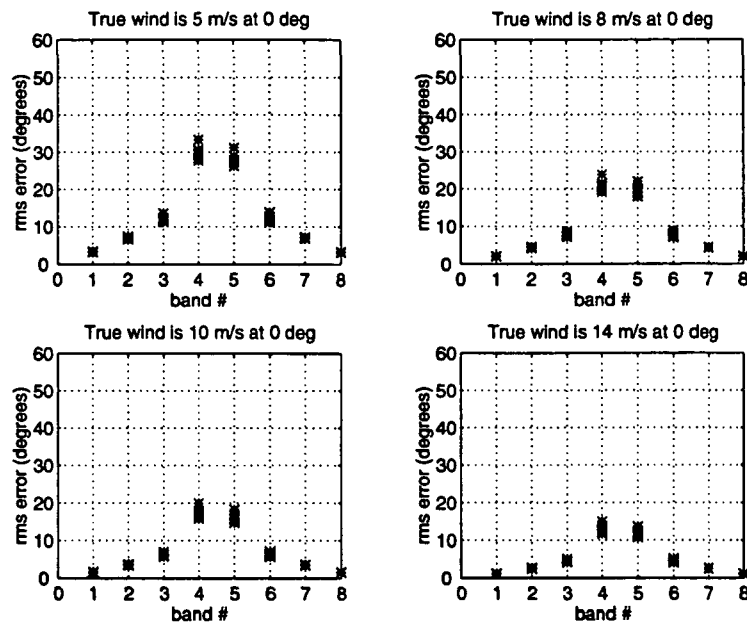 True wind is 5 m/s at 0 deg
60
50
40
30
20
10
0
rms error (degrees)
0 1 2 3 4 5 6 7 8
band #
True wind is 8 m/s at 0 deg
60
50
40
30
20
10
0
rms error (degrees)
0 1 2 3 4 5 6 7 8
band #
True wind is 10 m/s at 0 deg
60
50
40
30
20
10
0
rms error (degrees)
0 1 2 3 4 5 6 7 8
band #
True wind is 14 m/s at 0 deg
60
50
40
30
20
10
0
rms error (degrees)
0 1 2 3 4 5 6 7 8
band #